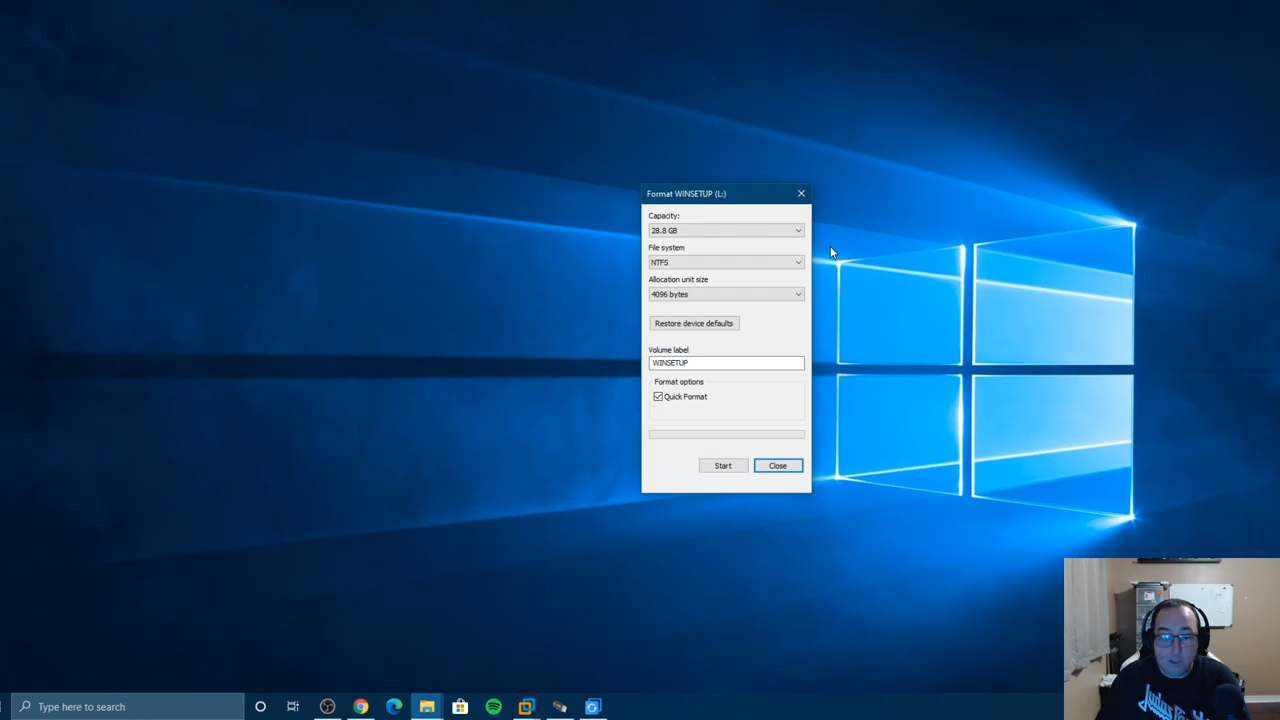 Format WINSETUP (L:)
Capacity:
28.8 GB
File system
NTFS
Allocation unit size
4096 bytes
Restore device defaults
Volume label
WINSETUP
Format options
Quick Format
Start
Close
Type here to search